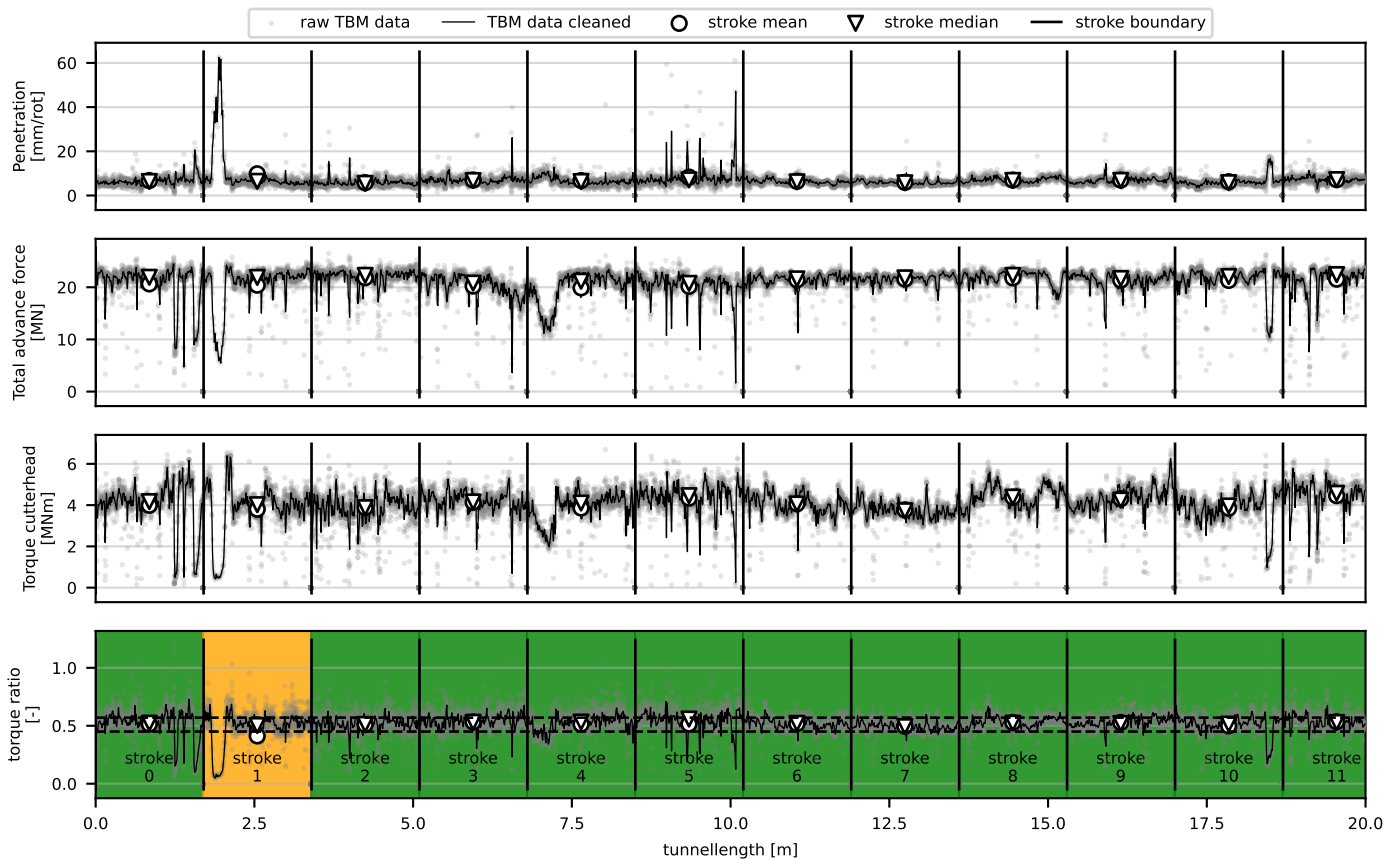 raw TBM data
TBM data cleaned
stroke mean
stroke median
stroke boundary
Penetration
[mm/rot]
60
40
20
0
Total advance force
[MN]
20
10
0
Torque cutterhead
[MNm]
6
4
2
0
torque ratio
[-]
1.0
0.5
0.0
stroke
0
stroke
1
stroke
2
stroke
3
stroke
4
stroke
5
stroke
6
stroke
7
stroke
8
stroke
9
stroke
10
stroke
11
0.0
2.5
5.0
7.5
10.0
12.5
15.0
17.5
20.0
tunnellength [m]